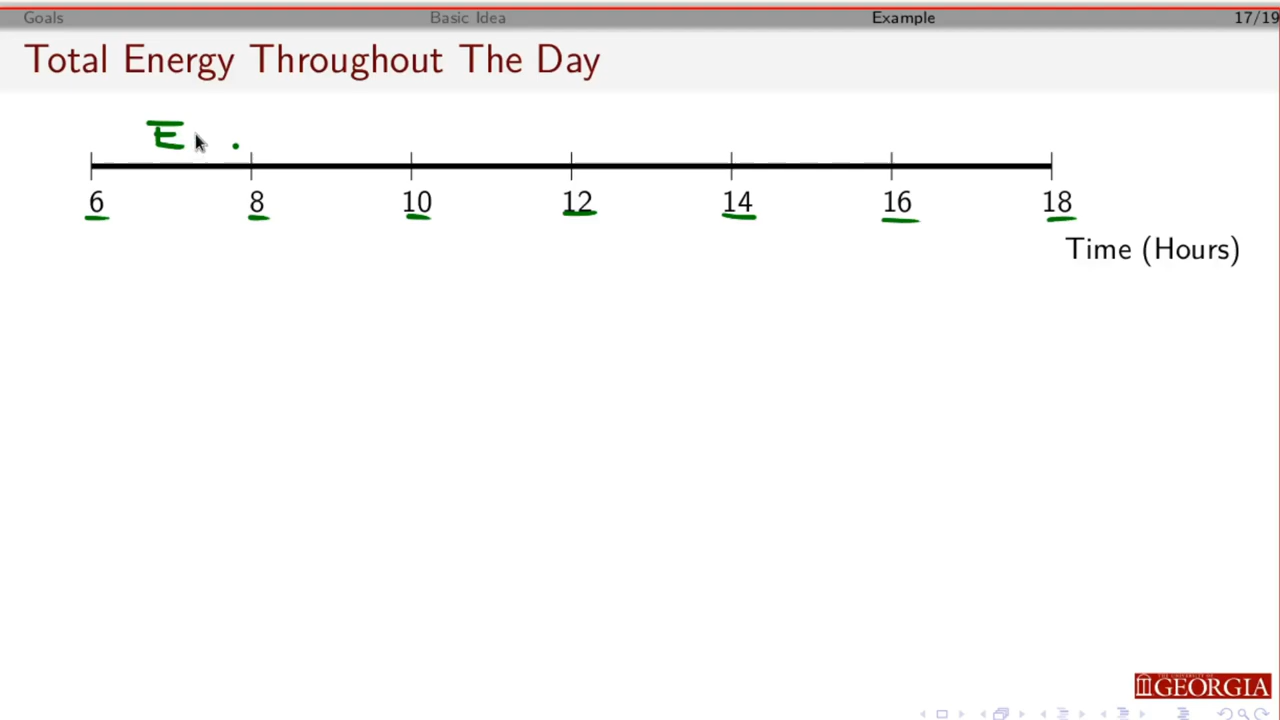 Goals Basic Idea Example 17/19
Total Energy Throughout The Day
E .
6 8 10 12 14 16 18
Time (Hours)
GEORGIA